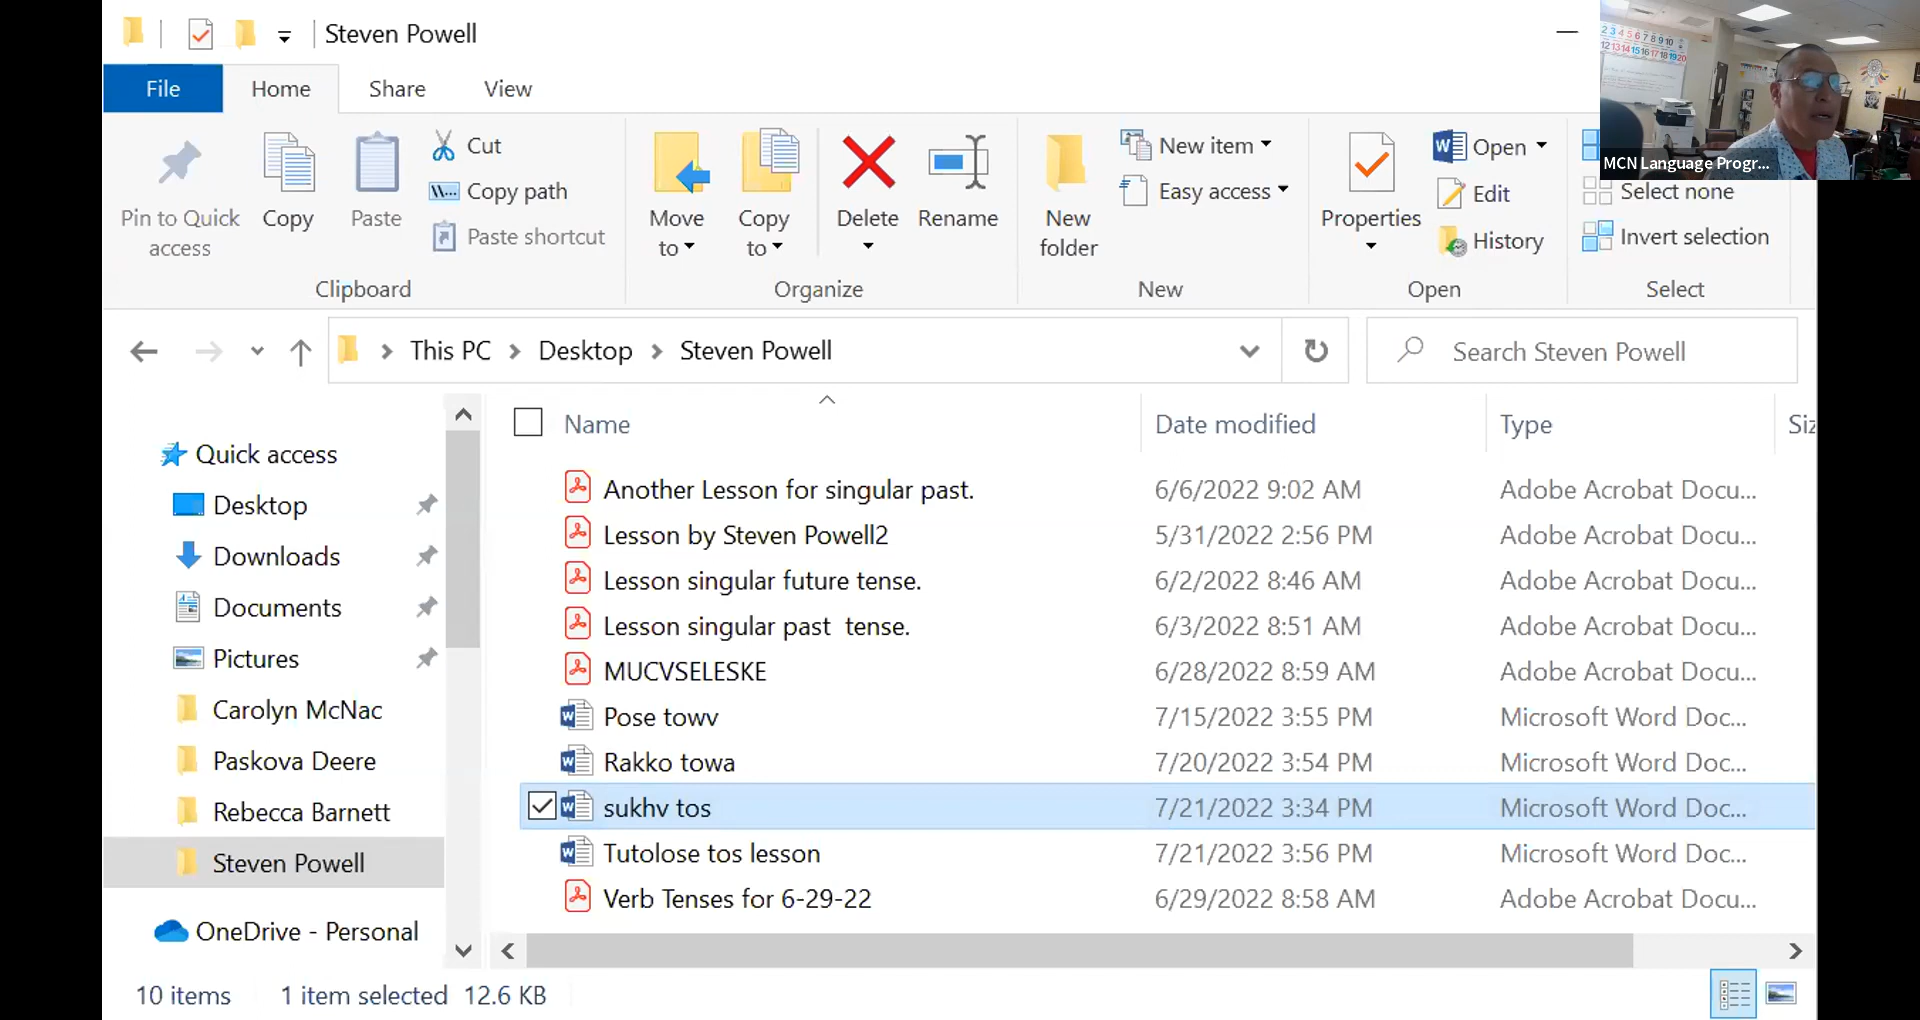 Steven Powell
File Home Share View
Pin to Quick access
Copy
Paste
Cut
Copy path
Paste shortcut
Clipboard
Move to
Copy to
Delete
Rename
Organize
New folder
New item
Easy access
New
Properties
Open
Edit
History
Open
Select none
Invert selection
Select
MCN Language Progr...
This PC > Desktop > Steven Powell
Search Steven Powell
Quick access
Desktop
Downloads
Documents
Pictures
Carolyn McNac
Paskova Deere
Rebecca Barnett
Steven Powell
OneDrive - Personal
Name Date modified Type Siz
Another Lesson for singular past. 6/6/2022 9:02 AM Adobe Acrobat Docu...
Lesson by Steven Powell2 5/31/2022 2:56 PM Adobe Acrobat Docu...
Lesson singular future tense. 6/2/2022 8:46 AM Adobe Acrobat Docu...
Lesson singular past  tense. 6/3/2022 8:51 AM Adobe Acrobat Docu...
MUCVSELESKE 6/28/2022 8:59 AM Adobe Acrobat Docu...
Pose towv 7/15/2022 3:55 PM Microsoft Word Doc...
Rakko towa 7/20/2022 3:54 PM Microsoft Word Doc...
sukhv tos 7/21/2022 3:34 PM Microsoft Word Doc...
Tutolose tos lesson 7/21/2022 3:56 PM Microsoft Word Doc...
Verb Tenses for 6-29-22 6/29/2022 8:58 AM Adobe Acrobat Docu...
10 items 1 item selected 12.6 KB